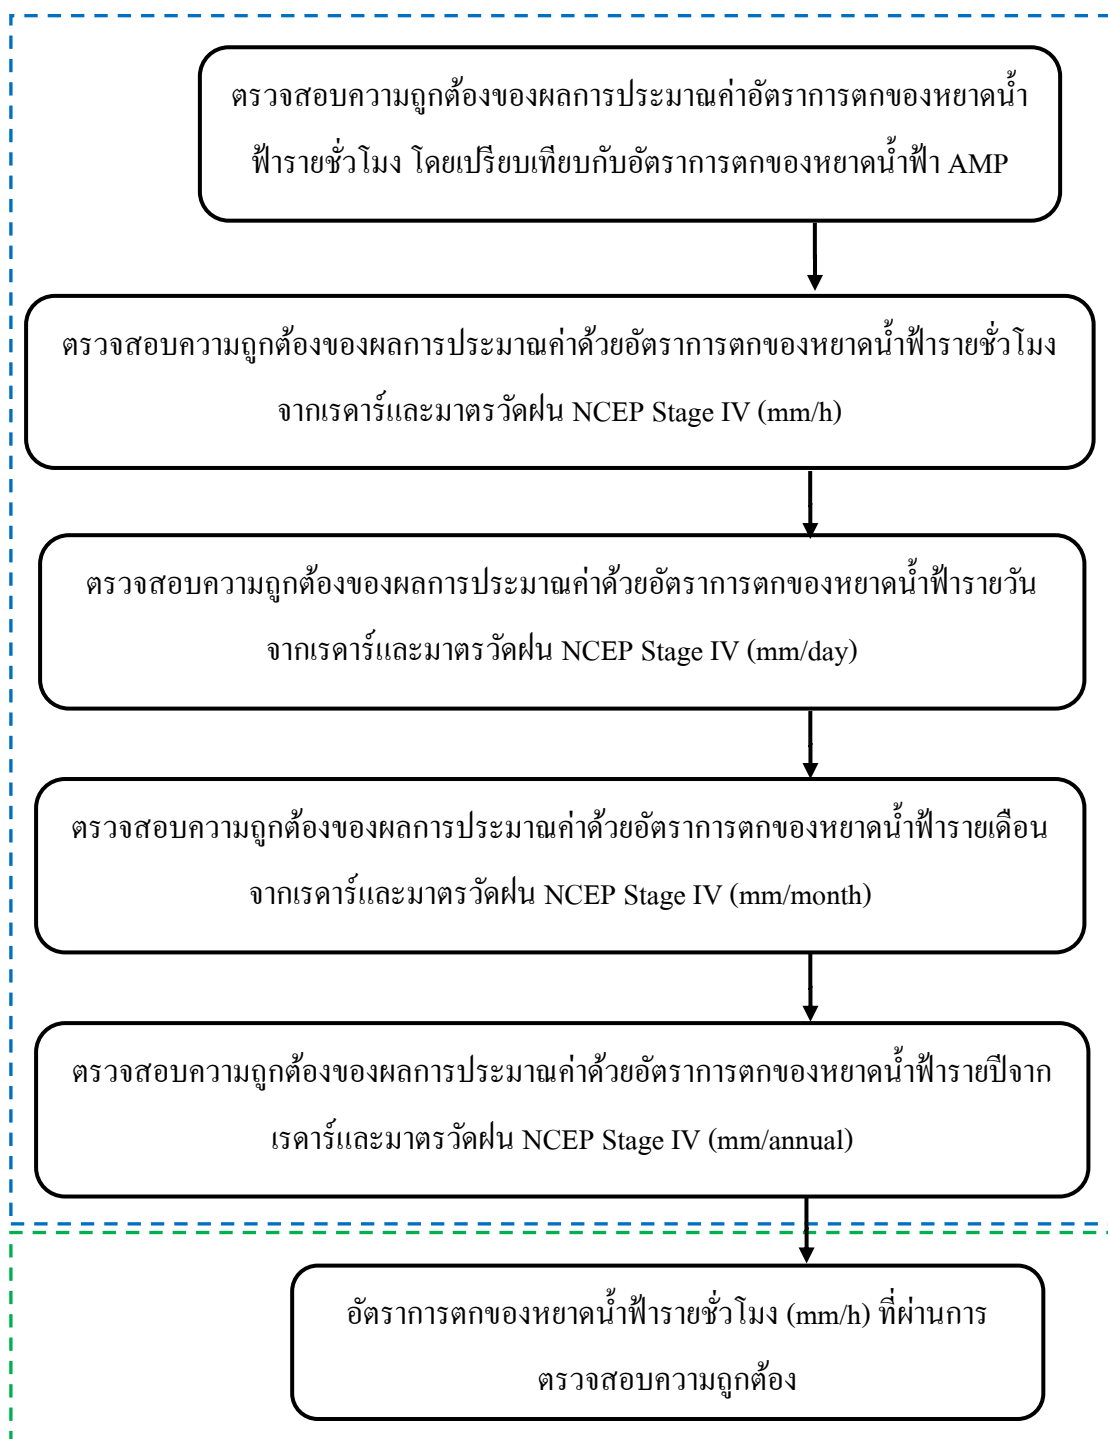 ตรวจสอบความถูกต้องของผลการประมาณค่าอัตราการตกของหยาดน้ำ
ฟ้ารายชั่วโมง โดยเปรียบเทียบกับอัตราการตกของหยาดน้ำฟ้า AMP
ตรวจสอบความถูกต้องของผลการประมาณค่าด้วยอัตราการตกของหยาดน้ำฟ้ารายชั่วโมง
จากเรดาร์และมาตรวัดฝน NCEP Stage IV (mm/h)
ตรวจสอบความถูกต้องของผลการประมาณค่าด้วยอัตราการตกของหยาดน้ำฟ้ารายวัน
จากเรดาร์และมาตรวัดฝน NCEP Stage IV (mm/day)
ตรวจสอบความถูกต้องของผลการประมาณค่าด้วยอัตราการตกของหยาดน้ำฟ้ารายเดือน
จากเรดาร์และมาตรวัดฝน NCEP Stage IV (mm/month)
ตรวจสอบความถูกต้องของผลการประมาณค่าด้วยอัตราการตกของหยาดน้ำฟ้ารายปีจาก
เรดาร์และมาตรวัดฝน NCEP Stage IV (mm/annual)
อัตราการตกของหยาดน้ำฟ้ารายชั่วโมง (mm/h) ที่ผ่านการ
ตรวจสอบความถูกต้อง